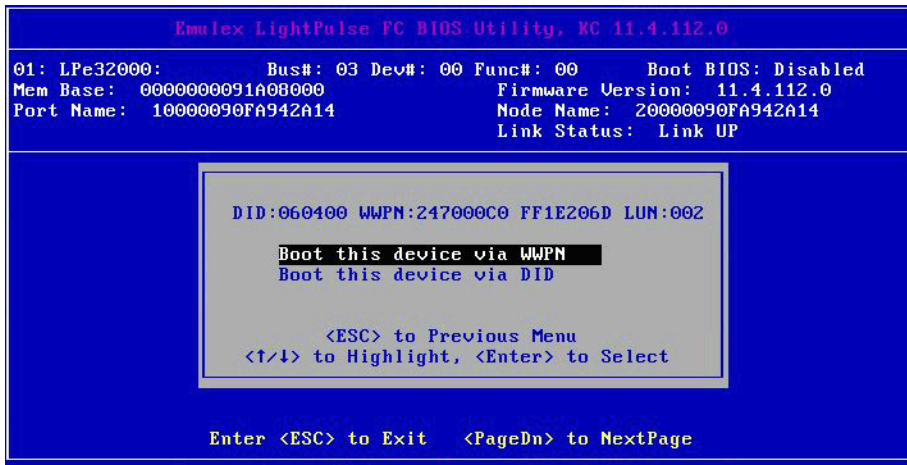 Emulex LightPulse FC BIOS Utility, KC 11.4.112.0
01: LPe32000: Bus#: 03 Dev#: 00 Func#: 00 Boot BIOS: Disabled
Mem Base: 0000000091A08000 Firmware Version: 11.4.112.0
Port Name: 10000090FA942A14 Node Name: 20000090FA942A14
Link Status: Link UP
DID:060400 WWPN:247000C0 FF1E206D LUN:002
Boot this device via WWPN
Boot this device via DID
<ESC> to Previous Menu
<↑/↓> to Highlight, <Enter> to Select
Enter <ESC> to Exit <PageDn> to NextPage